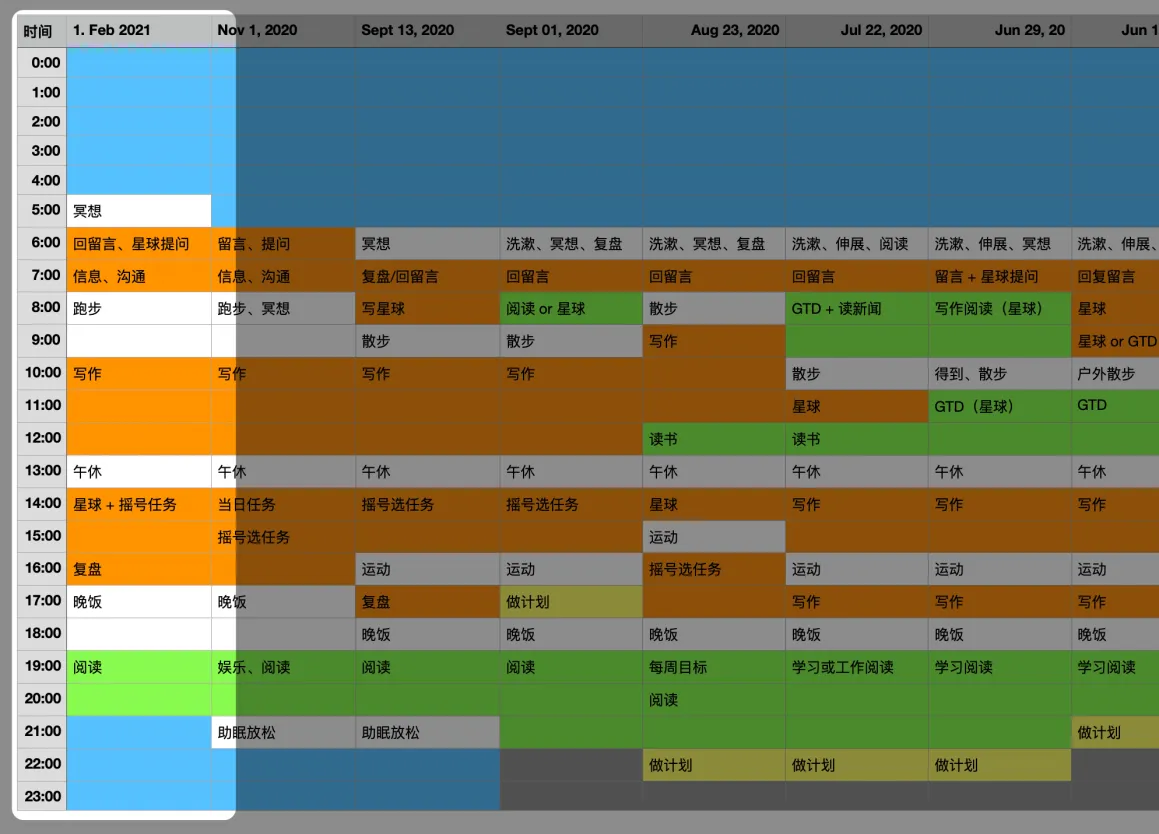 时间 1. Feb 2021 Nov 1, 2020 Sept 13, 2020 Sept 01, 2020 Aug 23, 2020 Jul 22, 2020 Jun 29, 20 Jun 1
0:00
1:00
2:00
3:00
4:00
5:00 冥想
6:00 回留言、星球提问 留言、提问 冥想 洗漱、冥想、复盘 洗漱、冥想、复盘 洗漱、伸展、阅读 洗漱、伸展、冥想 洗漱、伸展、
7:00 信息、沟通 信息、沟通 复盘/回留言 回留言 回留言 回留言 留言 + 星球提问 回复留言
8:00 跑步 跑步、冥想 写星球 阅读 or 星球 散步 GTD + 读新闻 写作阅读（星球） 星球
9:00 散步 散步 写作 星球 or GTD
10:00 写作 写作 写作 写作 散步 得到、散步 户外散步
11:00 星球 GTD（星球） GTD
12:00 读书 读书
13:00 午休 午休 午休 午休 午休 午休 午休 午休
14:00 星球 + 摇号任务 当日任务 摇号选任务 摇号选任务 星球 写作 写作 写作
15:00 摇号选任务 运动
16:00 复盘 运动 运动 摇号选任务 运动 运动 运动
17:00 晚饭 晚饭 复盘 做计划 写作 写作 写作
18:00 晚饭 晚饭 晚饭 晚饭 晚饭 晚饭
19:00 阅读 娱乐、阅读 阅读 阅读 每周目标 学习或工作阅读 学习阅读 学习阅读
20:00 阅读
21:00 助眠放松 助眠放松 做计划
22:00 做计划 做计划 做计划
23:00